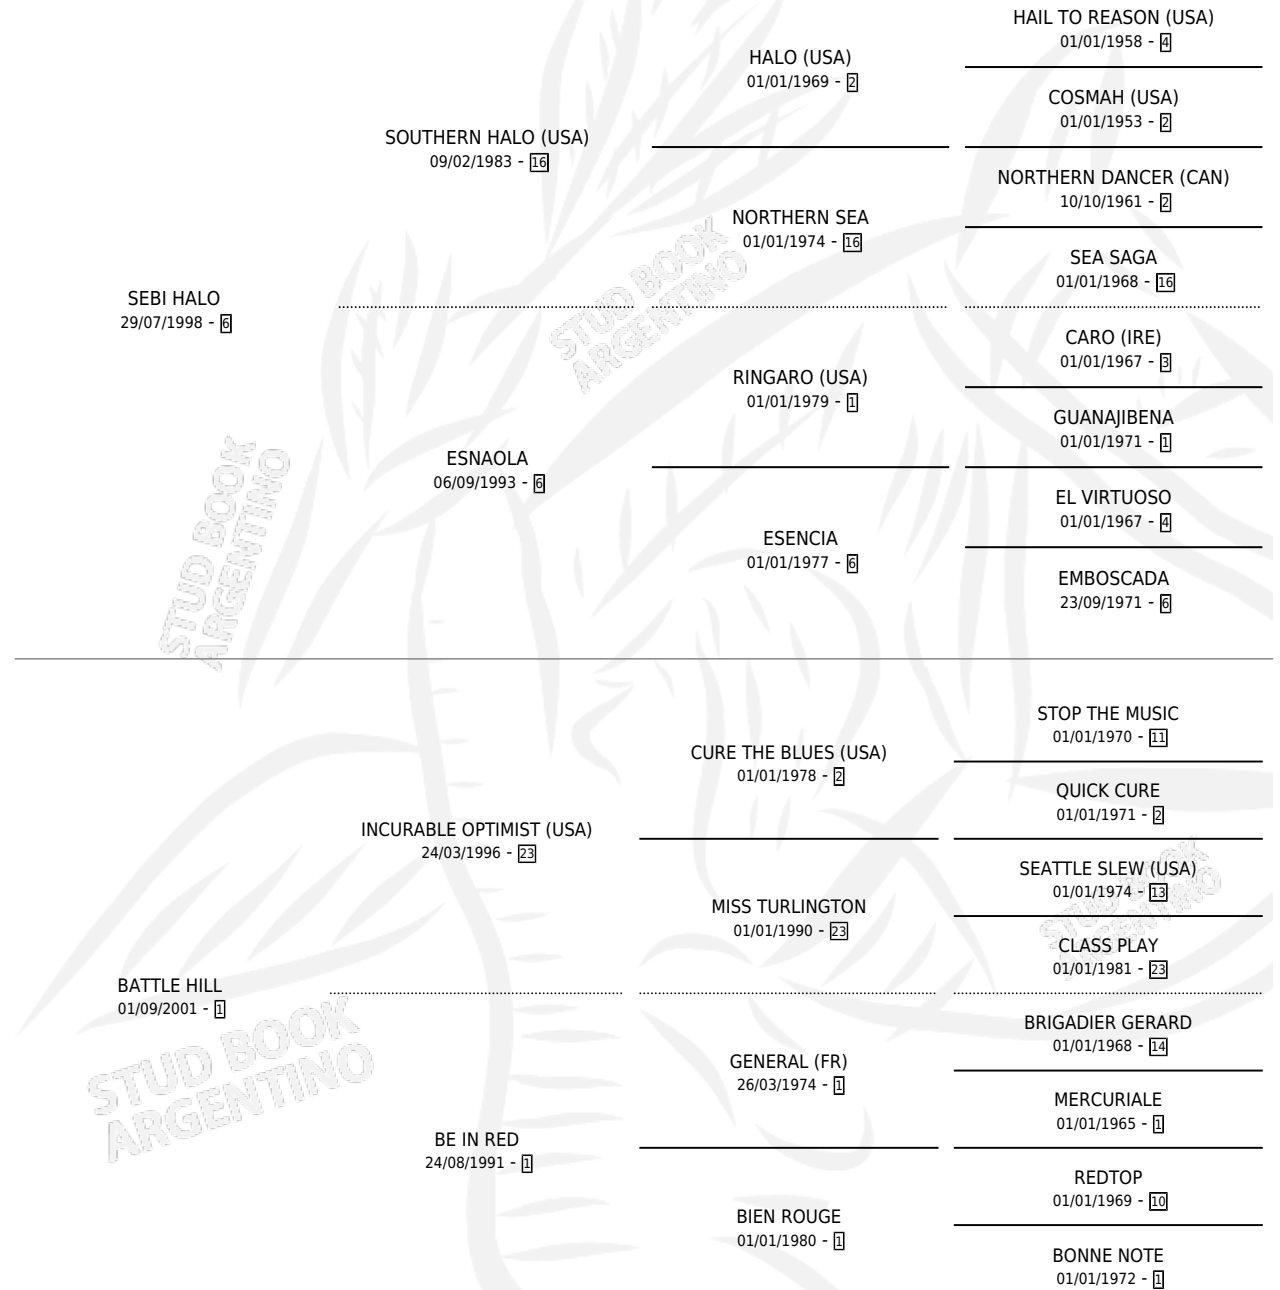 HAIL TO REASON (USA)
01/01/1958 - 4
HALO (USA)
01/01/1969 - 2
COSMAH (USA)
01/01/1953 - 2
SOUTHERN HALO (USA)
09/02/1983 - 16
NORTHERN DANCER (CAN)
10/10/1961 - 2
NORTHERN SEA
01/01/1974 - 16
SEA SAGA
01/01/1968 - 16
SEBI HALO
29/07/1998 - 6
STUD BOOK
ARGENTINO
CARO (IRE)
01/01/1967 - 3
RINGARO (USA)
01/01/1979 - 1
GUANAJIBENA
01/01/1971 - 1
ESNAOLA
06/09/1993 - 6
EL VIRTUOSO
01/01/1967 - 4
ESENCIA
01/01/1977 - 6
EMBOSCADA
23/09/1971 - 6
STUD BOOK
ARGENTINO
STOP THE MUSIC
01/01/1970 - 11
CURE THE BLUES (USA)
01/01/1978 - 2
QUICK CURE
01/01/1971 - 2
INCURABLE OPTIMIST (USA)
24/03/1996 - 23
SEATTLE SLEW (USA)
01/01/1974 - 13
MISS TURLINGTON
01/01/1990 - 23
CLASS PLAY
01/01/1981 - 23
STUD BOOK
ARGENTINO
BATTLE HILL
01/09/2001 - 1
BRIGADIER GERARD
01/01/1968 - 14
GENERAL (FR)
26/03/1974 - 1
MERCURIALE
01/01/1965 - 1
STUD BOOK
ARGENTINO
BE IN RED
24/08/1991 - 1
REDTOP
01/01/1969 - 10
BIEN ROUGE
01/01/1980 - 1
BONNE NOTE
01/01/1972 - 1